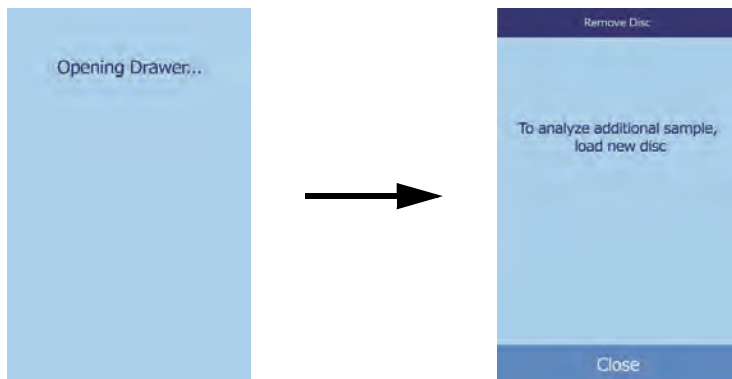 Opening Drawer...
Remove Disc
To analyze additional sample,
load new disc
Close